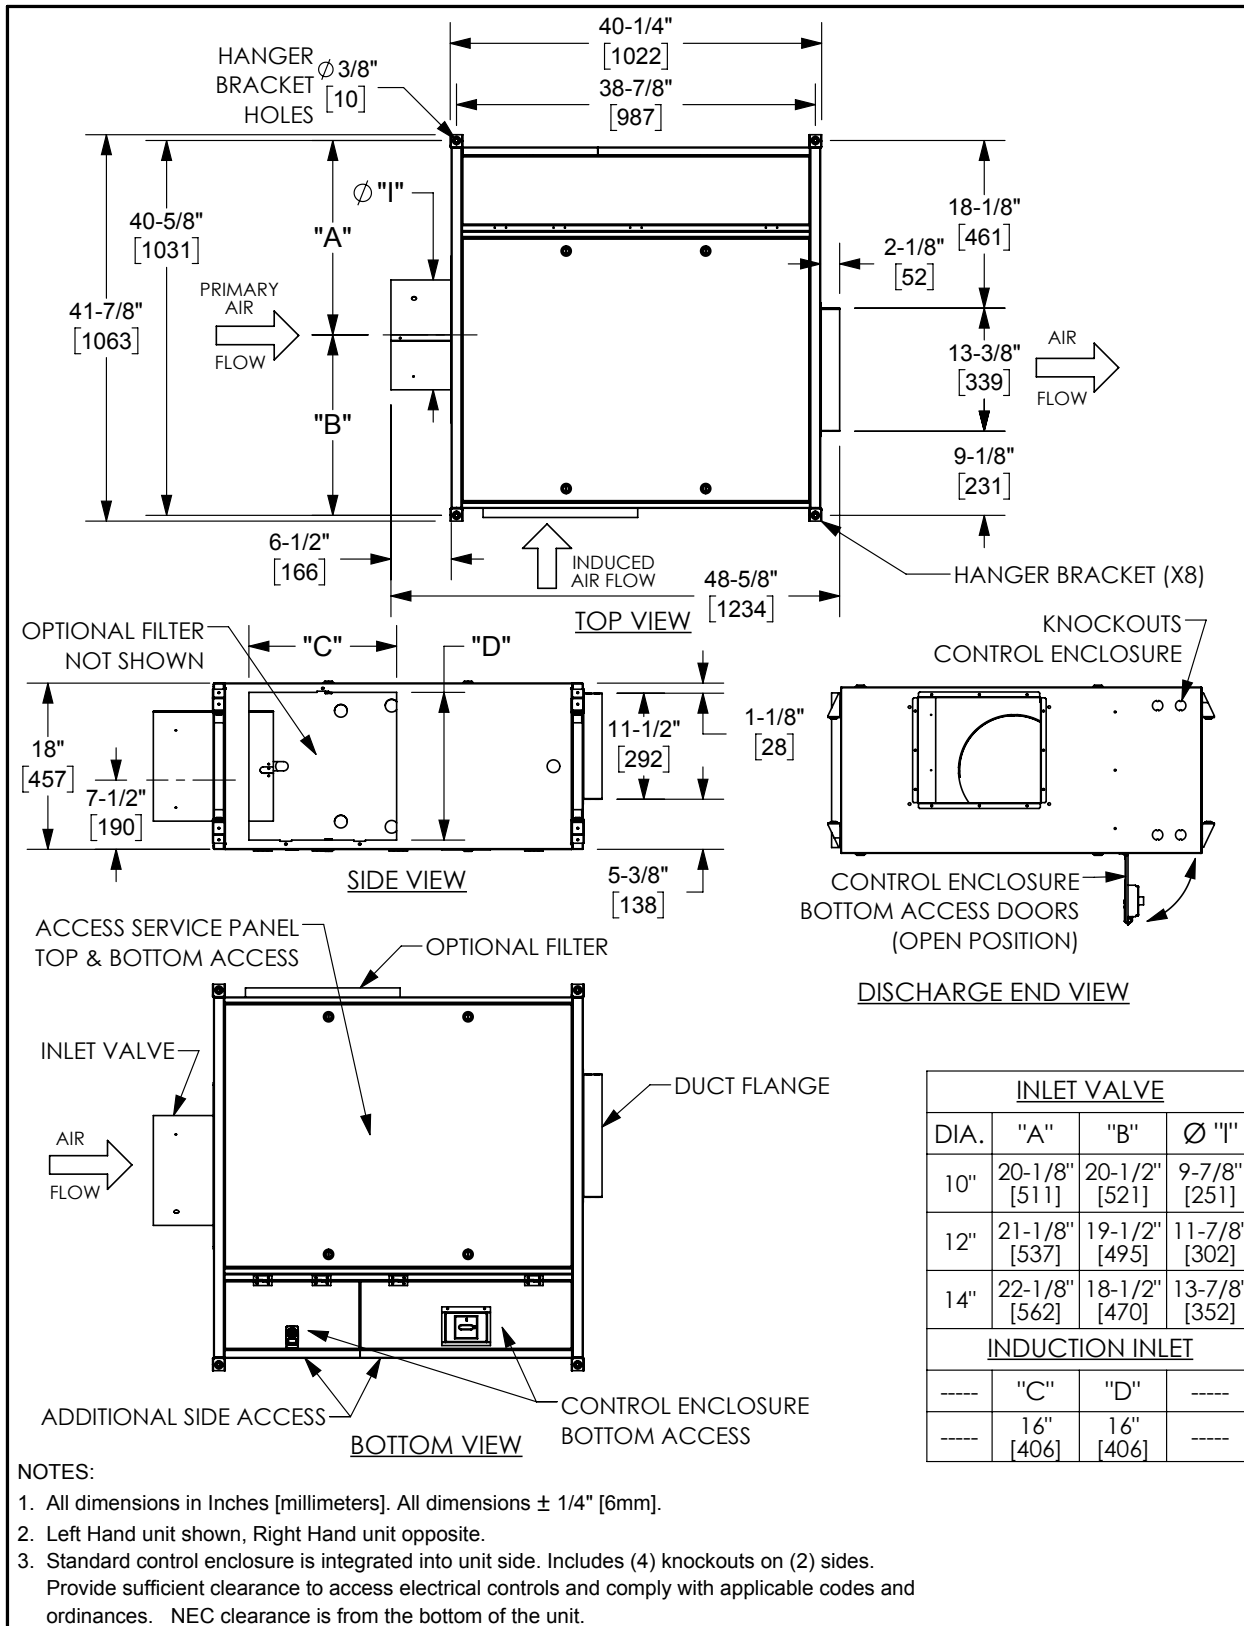 40-1/4"
[1022]
38-7/8"
[987]
HANGER
BRACKET
HOLES
Ø 3/8"
[10]
Ø "I"
"A"
"B"
40-5/8"
[1031]
41-7/8"
[1063]
PRIMARY
AIR
FLOW
18-1/8"
[461]
2-1/8"
[52]
13-3/8"
[339]
AIR
FLOW
9-1/8"
[231]
6-1/2"
[166]
INDUCED
AIR FLOW
48-5/8"
[1234]
HANGER BRACKET (X8)
TOP VIEW
OPTIONAL FILTER
NOT SHOWN
"C"
"D"
KNOCKOUTS
CONTROL ENCLOSURE
18"
[457]
7-1/2"
[190]
11-1/2"
[292]
1-1/8"
[28]
5-3/8"
[138]
SIDE VIEW
CONTROL ENCLOSURE
BOTTOM ACCESS DOORS
(OPEN POSITION)
DISCHARGE END VIEW
ACCESS SERVICE PANEL
TOP & BOTTOM ACCESS
OPTIONAL FILTER
INLET VALVE
DUCT FLANGE
AIR
FLOW
ADDITIONAL SIDE ACCESS
CONTROL ENCLOSURE
BOTTOM ACCESS
BOTTOM VIEW
INLET VALVE
DIA. "A" "B" Ø "I"
10" 20-1/8" 20-1/2" 9-7/8"
[511] [521] [251]
12" 21-1/8" 19-1/2" 11-7/8"
[537] [495] [302]
14" 22-1/8" 18-1/2" 13-7/8"
[562] [470] [352]
INDUCTION INLET
----- "C" "D" -----
----- 16" 16" -----
[406] [406]
NOTES:
1. All dimensions in Inches [millimeters]. All dimensions ± 1/4" [6mm].
2. Left Hand unit shown, Right Hand unit opposite.
3. Standard control enclosure is integrated into unit side. Includes (4) knockouts on (2) sides.
Provide sufficient clearance to access electrical controls and comply with applicable codes and
ordinances. NEC clearance is from the bottom of the unit.